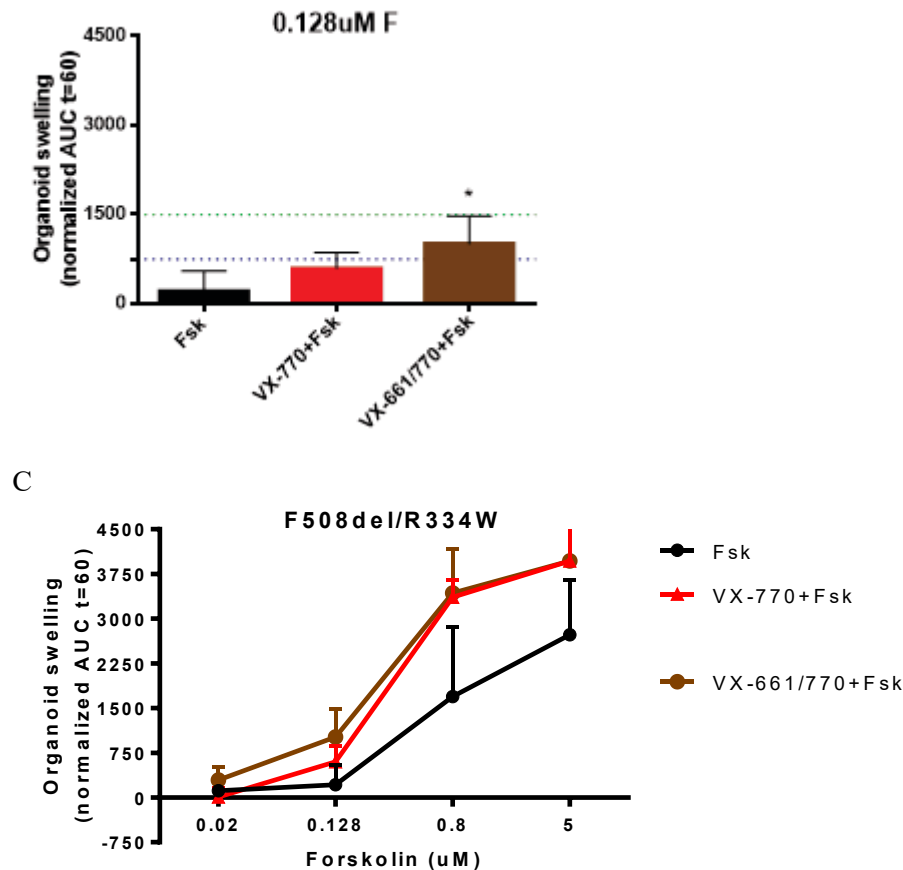 0.128uM F
Organoid swelling
(normalized AUC t=60)
4500
3000
1500
0
*
Fsk
VX-770+Fsk
VX-661/770+Fsk
C
F508del/R334W
Organoid swelling
(normalized AUC t=60)
4500
3750
3000
2250
1500
750
0
-750
0.02
0.128
0.8
5
Forskolin (uM)
Fsk
VX-770+Fsk
VX-661/770+Fsk